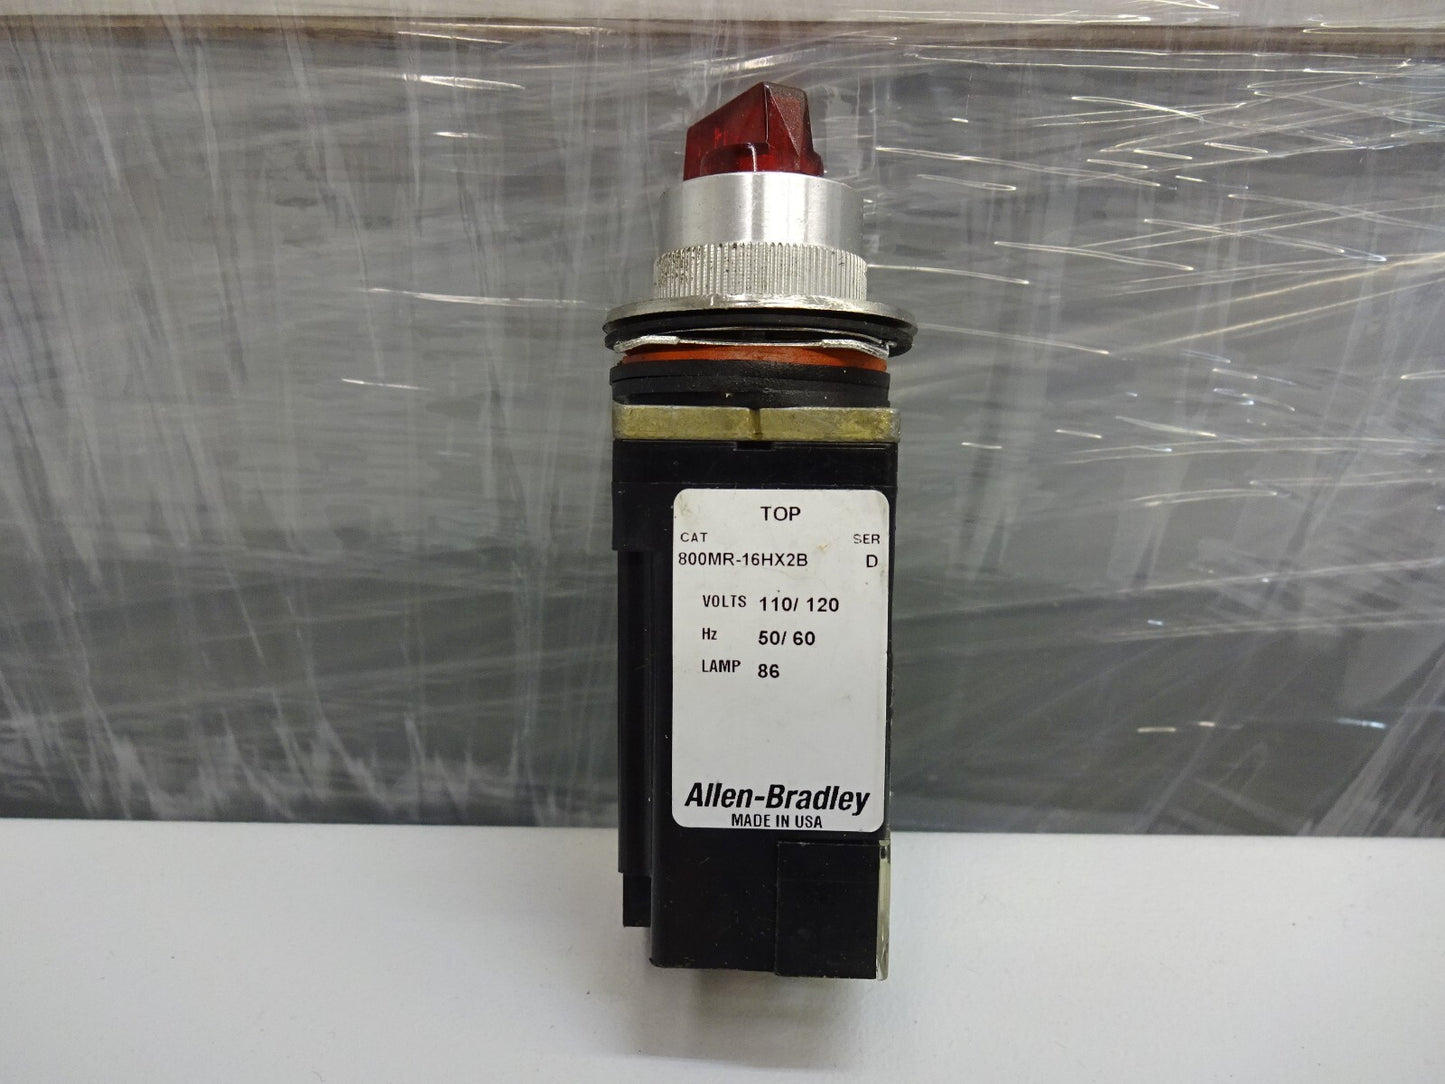 TOP
CAT SER
800MR-16HX2B D
VOLTS 110/ 120
Hz 50/ 60
LAMP 86
Allen-Bradley
MADE IN USA